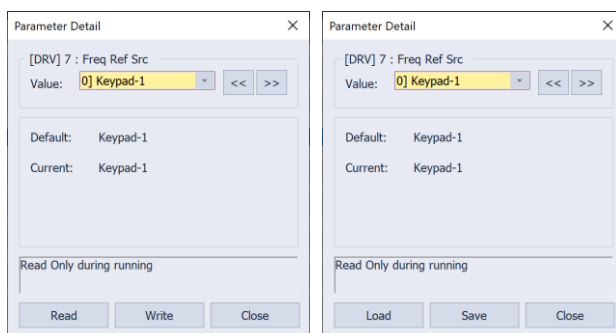 Parameter Detail
[DRV] 7 : Freq Ref Src
Value: 0] Keypad-1 << >>
Default: Keypad-1
Current: Keypad-1
Read Only during running
Read Write Close
Parameter Detail
[DRV] 7 : Freq Ref Src
Value: 0] Keypad-1 << >>
Default: Keypad-1
Current: Keypad-1
Read Only during running
Load Save Close